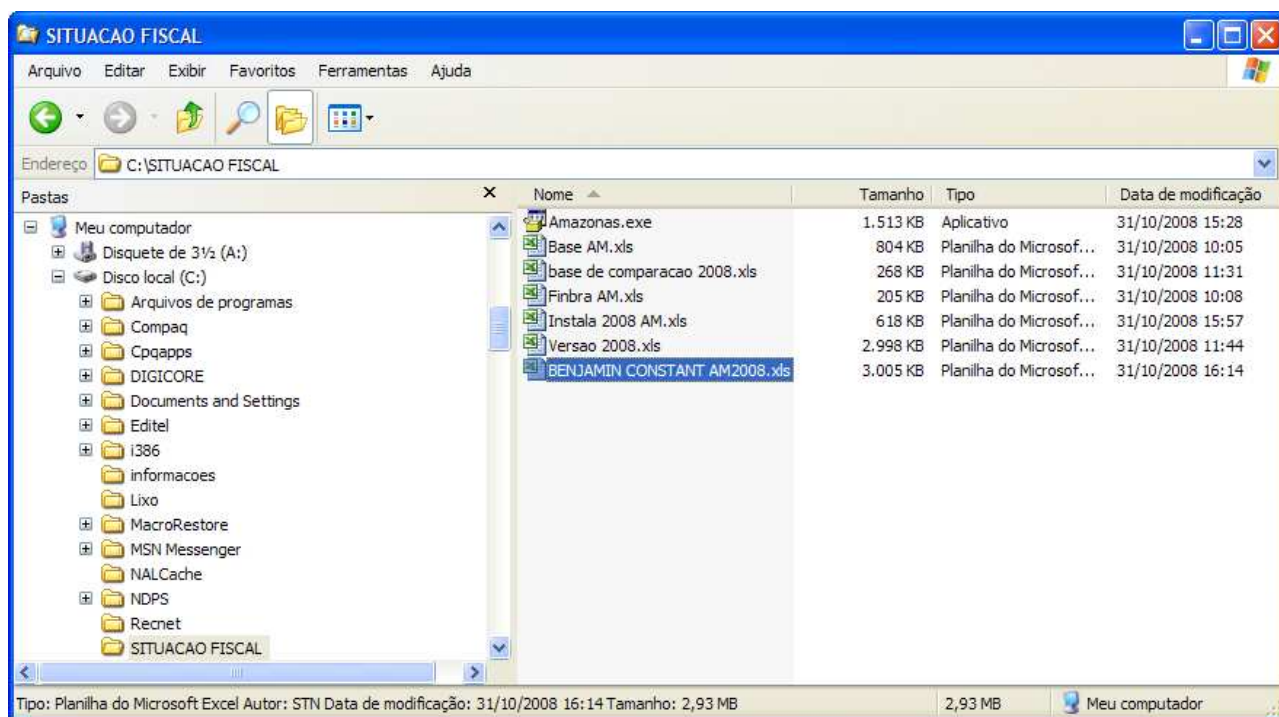 SITUACAO FISCAL
Arquivo Editar Exibir Favoritos Ferramentas Ajuda
Endereço C:\SITUACAO FISCAL
Pastas
Meu computador
Disquete de 3½ (A:)
Disco local (C:)
Arquivos de programas
Compaq
Cpqapps
DIGICORE
Documents and Settings
Editel
i386
informacoes
Lixo
MacroRestore
MSN Messenger
NALCache
NDPS
Recnet
SITUACAO FISCAL
Nome Tamanho Tipo Data de modificação
Amazonas.exe 1.513 KB Aplicativo 31/10/2008 15:28
Base AM.xls 804 KB Planilha do Microsof... 31/10/2008 10:05
base de comparacao 2008.xls 268 KB Planilha do Microsof... 31/10/2008 11:31
Finbra AM.xls 205 KB Planilha do Microsof... 31/10/2008 10:08
Instala 2008 AM.xls 618 KB Planilha do Microsof... 31/10/2008 15:57
Versao 2008.xls 2.998 KB Planilha do Microsof... 31/10/2008 11:44
BENJAMIN CONSTANT AM2008.xls 3.005 KB Planilha do Microsof... 31/10/2008 16:14
Tipo: Planilha do Microsoft Excel Autor: STN Data de modificação: 31/10/2008 16:14 Tamanho: 2,93 MB 2,93 MB Meu computador